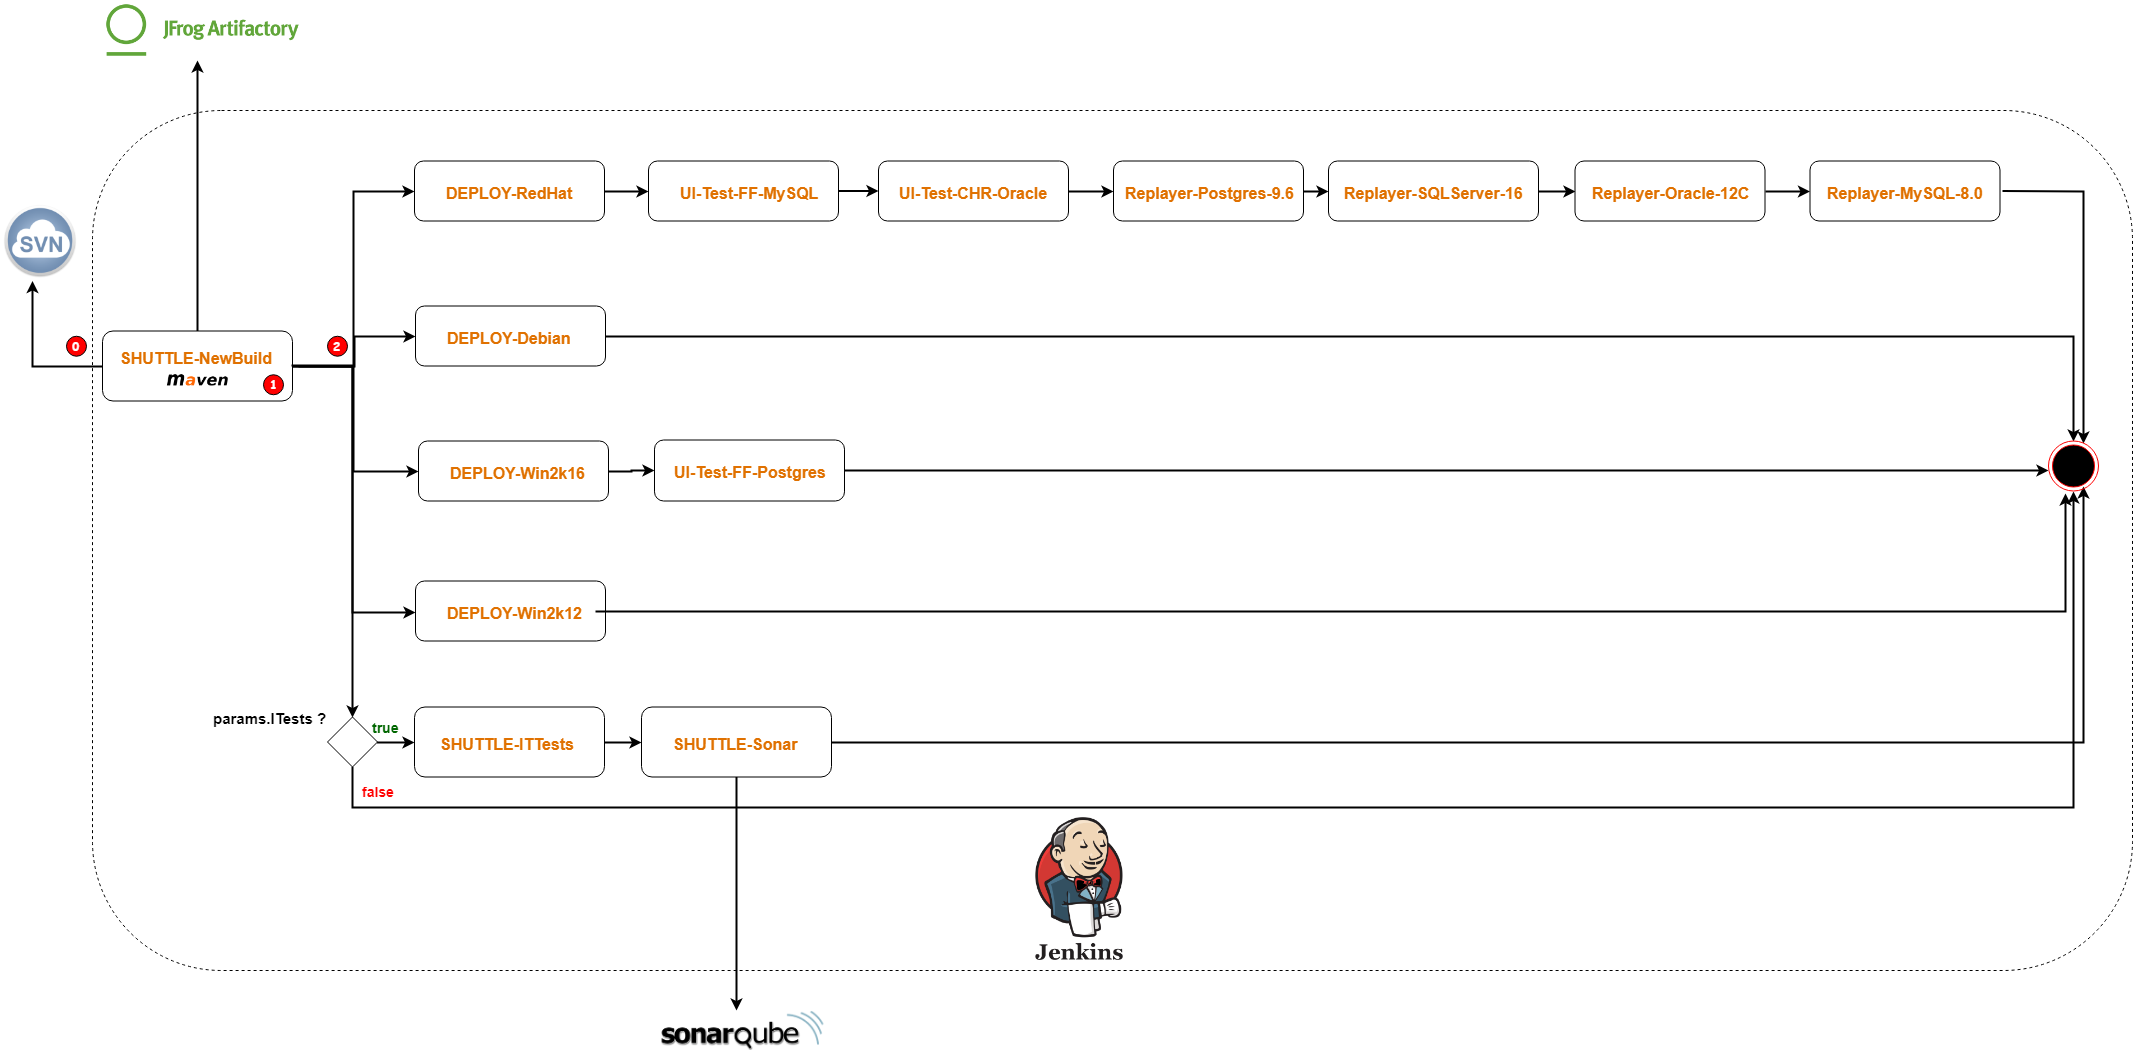 JFrog Artifactory
DEPLOY-RedHat
UI-Test-FF-MySQL
UI-Test-CHR-Oracle
Replayer-Postgres-9.6
Replayer-SQLServer-16
Replayer-Oracle-12C
Replayer-MySQL-8.0
SVN
0
SHUTTLE-NewBuild
maven
1
2
DEPLOY-Debian
DEPLOY-Win2k16
UI-Test-FF-Postgres
DEPLOY-Win2k12
params.ITests ?
true
SHUTTLE-ITTests
SHUTTLE-Sonar
false
Jenkins
sonarqube